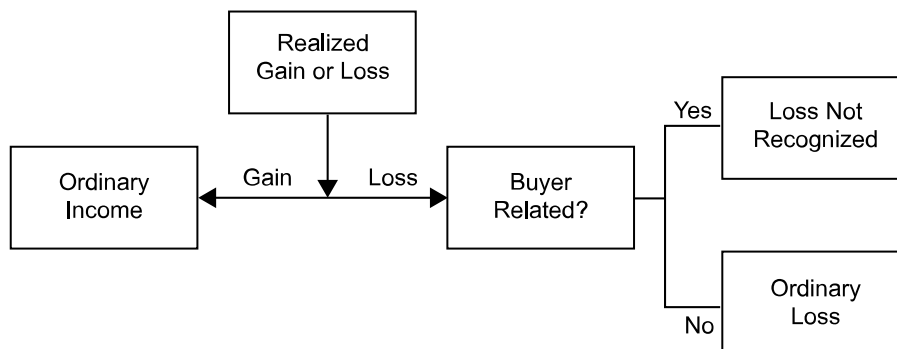 Realized
Gain or Loss
Yes
Loss Not
Recognized
Ordinary
Income
Gain
Loss
Buyer
Related?
No
Ordinary
Loss